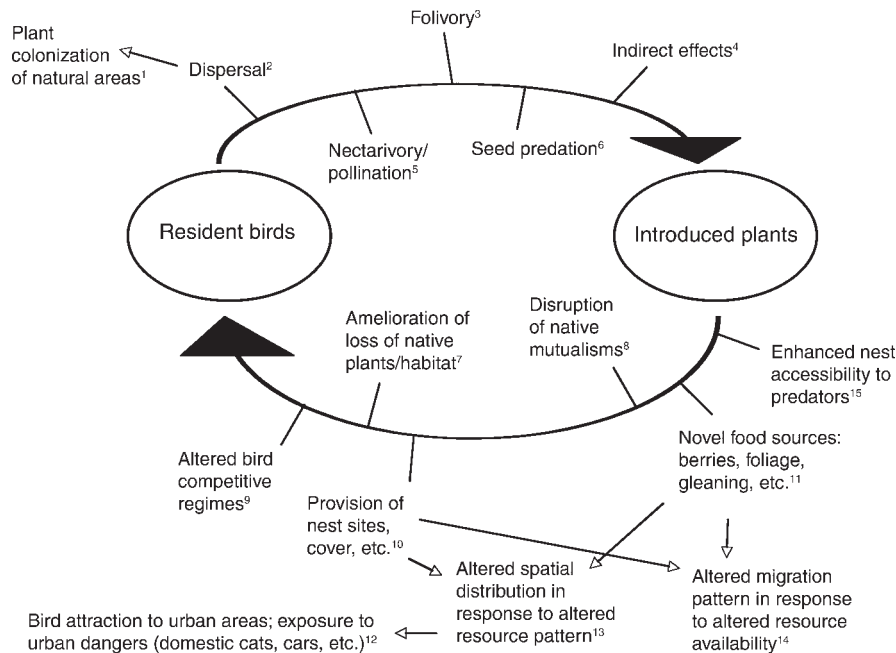 Plant
colonization
of natural areas¹
Dispersal²
Folivory³
Indirect effects⁴
Nectarivory/
pollination⁵
Seed predation⁶
Resident birds
Introduced plants
Amelioration of
loss of native
plants/habitat⁷
Disruption
of native
mutualisms⁸
Enhanced nest
accessibility to
predators¹⁵
Altered bird
competitive
regimes⁹
Provision of
nest sites,
cover, etc.¹⁰
Novel food sources:
berries, foliage,
gleaning, etc.¹¹
Altered spatial
distribution in
response to altered
resource pattern¹³
Altered migration
pattern in response
to altered resource
availability¹⁴
Bird attraction to urban areas; exposure to
urban dangers (domestic cats, cars, etc.)¹²